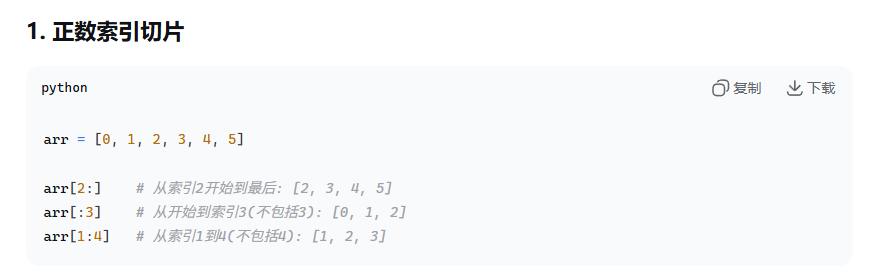 1. 正数索引切片
python
复制
下载
arr = [0, 1, 2, 3, 4, 5]
arr[2:]    # 从索引2开始到最后: [2, 3, 4, 5]
arr[:3]    # 从开始到索引3(不包括3): [0, 1, 2]
arr[1:4]   # 从索引1到4(不包括4): [1, 2, 3]